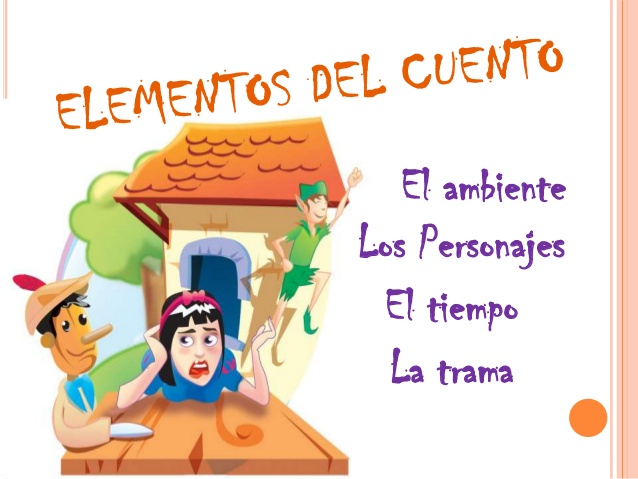 ELEMENTOS DEL CUENTO
El ambiente
Los Personajes
El tiempo
La trama